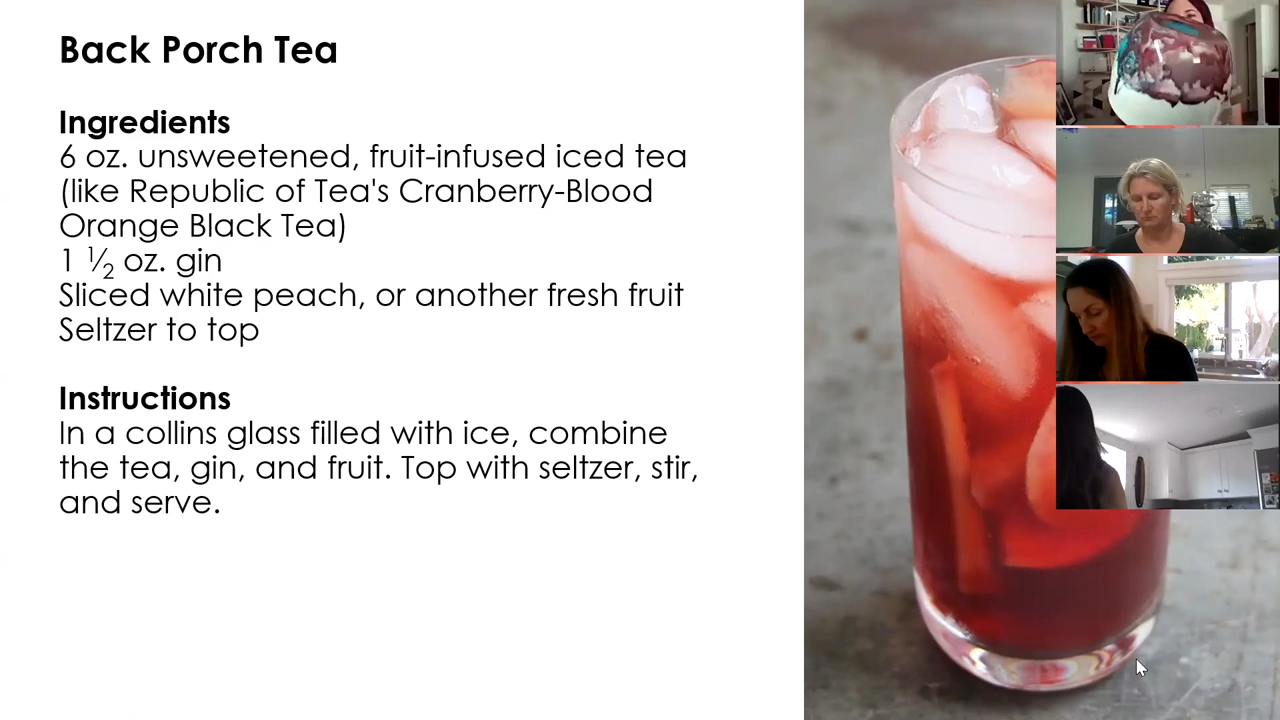 Back Porch Tea
Ingredients
6 oz. unsweetened, fruit-infused iced tea
(like Republic of Tea's Cranberry-Blood
Orange Black Tea)
1 ½ oz. gin
Sliced white peach, or another fresh fruit
Seltzer to top
Instructions
In a collins glass filled with ice, combine
the tea, gin, and fruit. Top with seltzer, stir,
and serve.